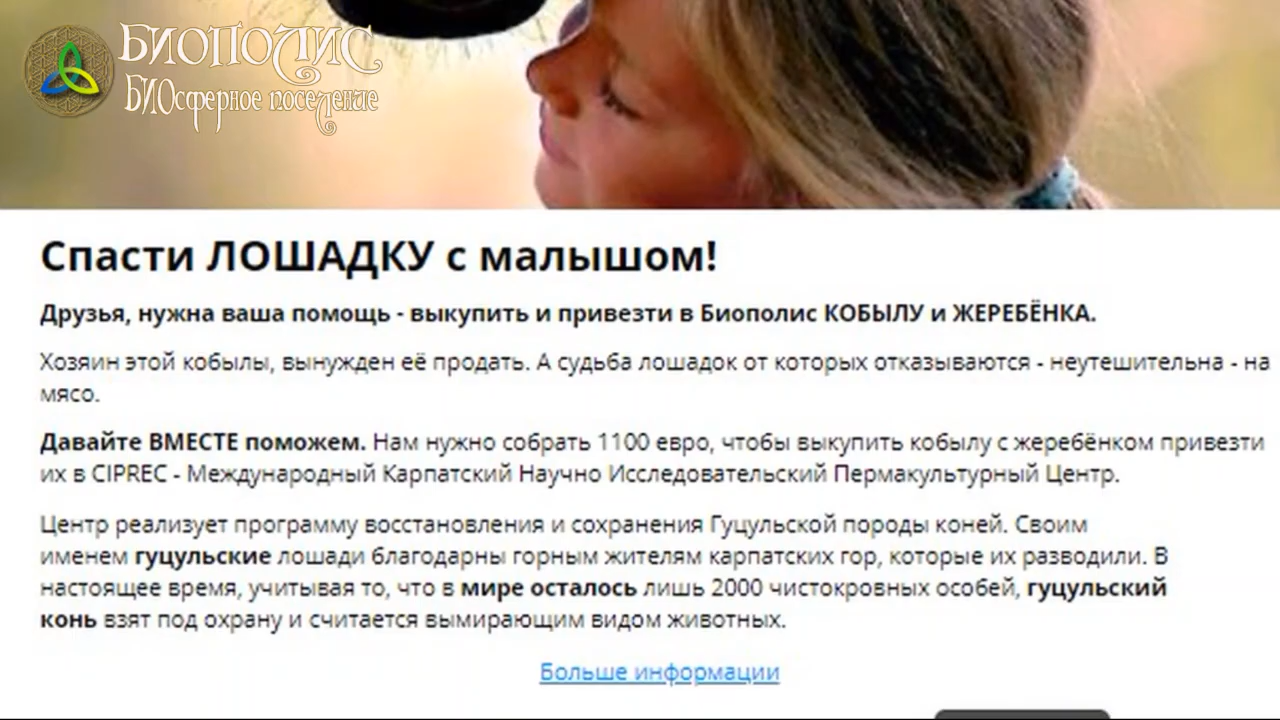 БИОПОЛИС
БИОсферное поселение
Спасти ЛОШАДКУ с малышом!
Друзья, нужна ваша помощь - выкупить и привезти в Биополис КОБЫЛУ и ЖЕРЕБЁНКА.
Хозяин этой кобылы, вынужден её продать. А судьба лошадок от которых отказываются - неутешительна - на
мясо.
Давайте ВМЕСТЕ поможем. Нам нужно собрать 1100 евро, чтобы выкупить кобылу с жеребёнком привезти
их в CIPREC - Международный Карпатский Научно Исследовательский Пермакультурный Центр.
Центр реализует программу восстановления и сохранения Гуцульской породы коней. Своим
именем гуцульские лошади благодарны горным жителям карпатских гор, которые их разводили. В
настоящее время, учитывая то, что в мире осталось лишь 2000 чистокровных особей, гуцульский
конь взят под охрану и считается вымирающим видом животных.
Больше информации